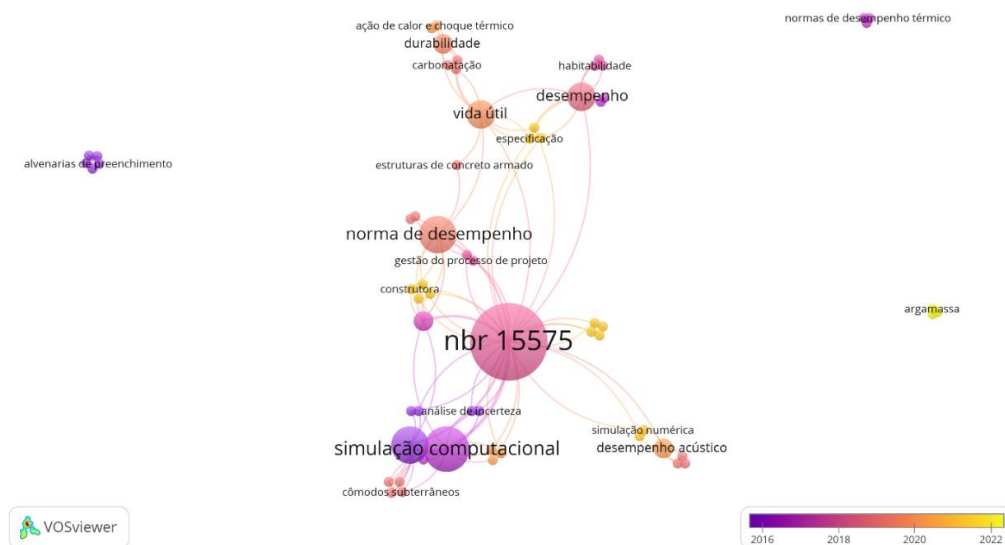 ação de calor e choque térmico
normas de desempenho térmico
durabilidade
carbonatação
habitabilidade
desempenho
vida útil
especificação
alvenarias de preenchimento
estruturas de concreto armado
norma de desempenho
gestão do processo de projeto
construtora
argamassa
nbr 15575
análise de incerteza
simulação numérica
simulação computacional
desempenho acústico
cômodos subterrâneos
VOSviewer
2016 2018 2020 2022